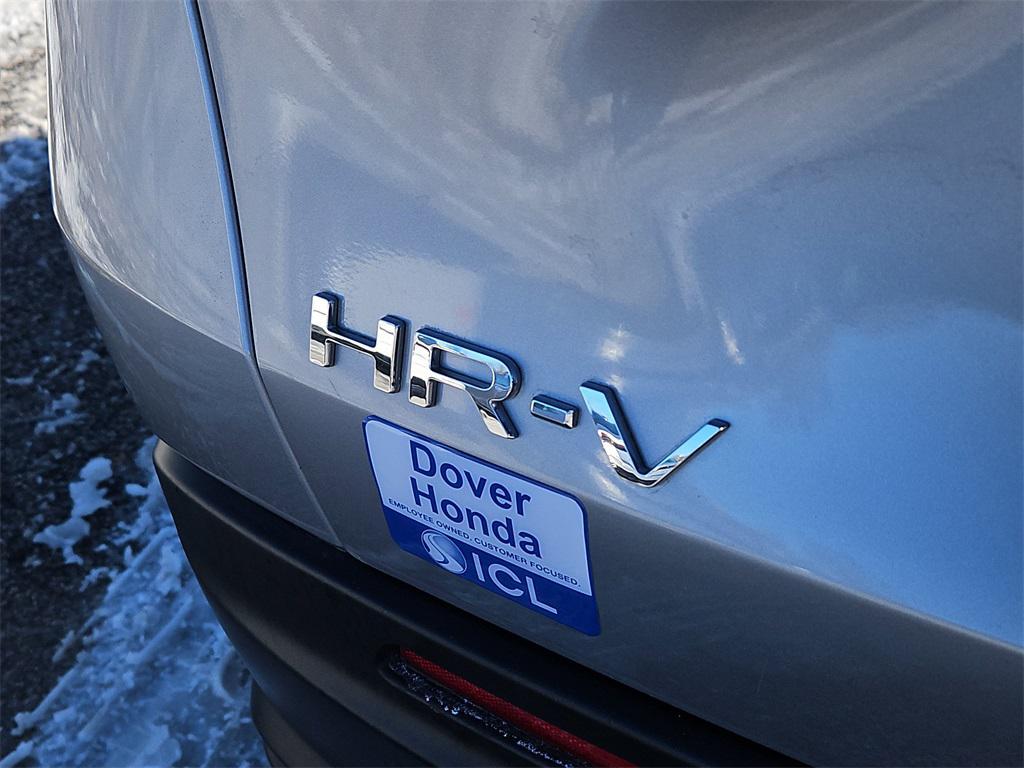 HR-V
Dover
Honda
EMPLOYEE OWNED. CUSTOMER FOCUSED.
ICL